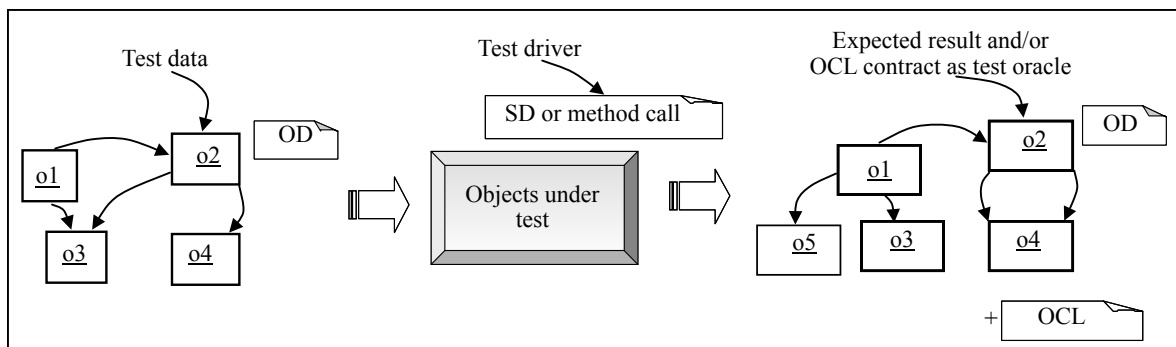 Test data
o1
o2
OD
o3
o4
Test driver
SD or method call
Objects under
test
Expected result and/or
OCL contract as test oracle
o2
OD
o1
o5
o3
o4
+ OCL